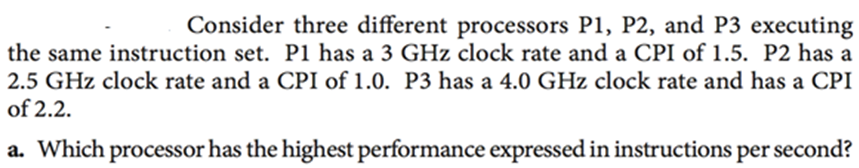 Consider three different processors P1, P2, and P3 executing
the same instruction set. P1 has a 3 GHz clock rate and a CPI of 1.5. P2 has a
2.5 GHz clock rate and a CPI of 1.0. P3 has a 4.0 GHz clock rate and has a CPI
of 2.2.
a. Which processor has the highest performance expressed in instructions per second?